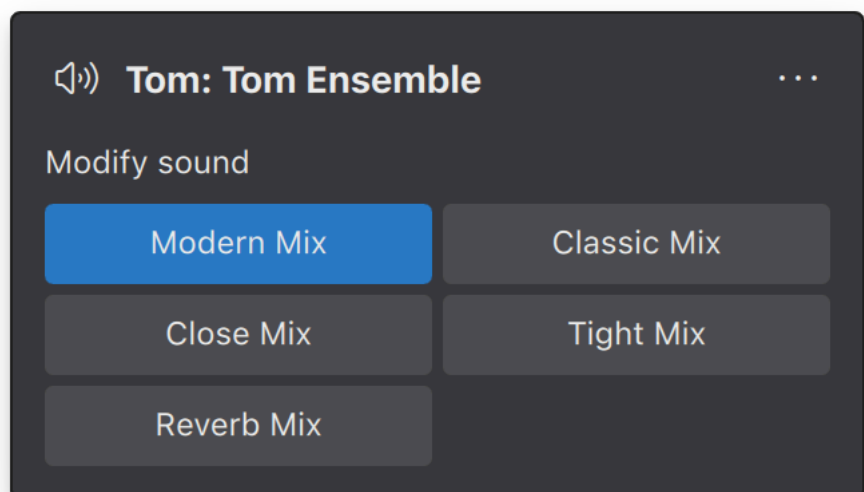 Tom: Tom Ensemble
Modify sound
Modern Mix
Classic Mix
Close Mix
Tight Mix
Reverb Mix